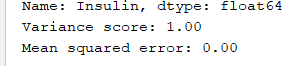 Name: Insulin, dtype: float64
Variance score: 1.00
Mean squared error: 0.00